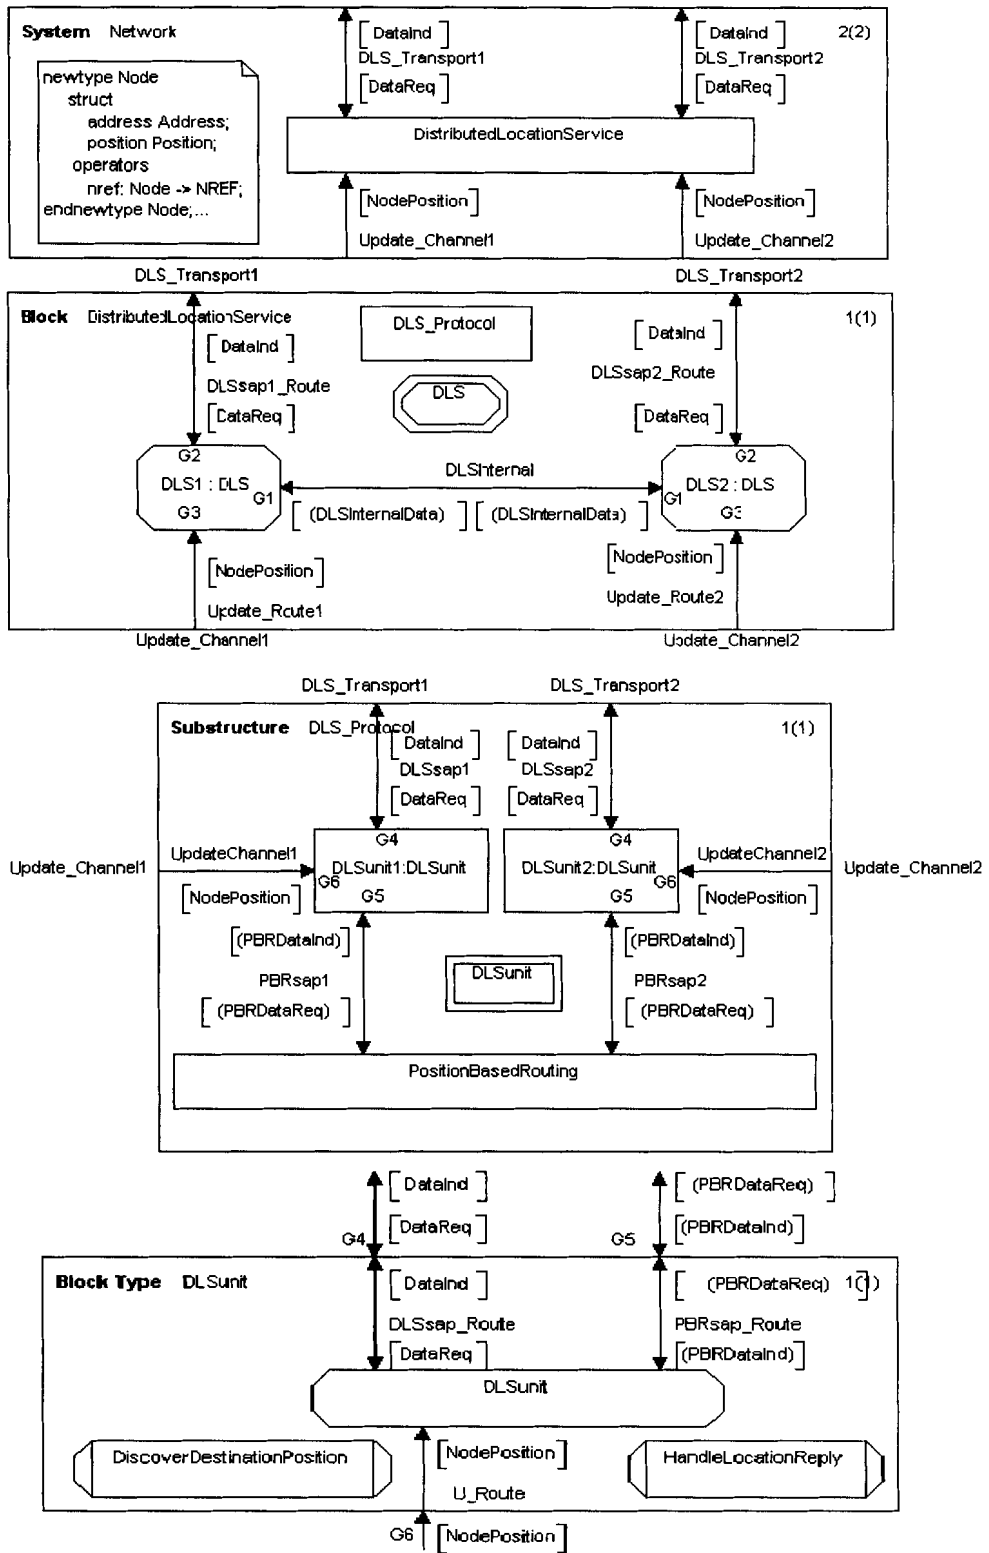 System Network 2(2)
newtype Node
struct
address Address;
position Position;
operators
nref: Node -> NREF;
endnewtype Node;...
[DataInd]
DLS_Transport1
[DataReq]
[DataInd]
DLS_Transport2
[DataReq]
DistributedLocationService
[NodePosition]
Update_Channel1
[NodePosition]
Update_Channel2
DLS_Transport1
DLS_Transport2
Block DistributedLocationService 1(1)
DLS_Protocol
DLS
[DataInd]
DLSsap1_Route
[DataReq]
[DataInd]
DLSsap2_Route
[DataReq]
G2
DLS1 : DLS
G1
G3
DLSInternal
[(DLSInternalData)] [(DLSInternalData)]
G2
DLS2 : DLS
G1
G3
[NodePosition]
Update_Route1
[NodePosition]
Update_Route2
Update_Channel1
Update_Channel2
DLS_Transport1
DLS_Transport2
Substructure DLS_Protocol 1(1)
[DataInd]
DLSsap1
[DataReq]
[DataInd]
DLSsap2
[DataReq]
Update_Channel1
UpdateChannel1
[NodePosition]
G4
DLSunit1:DLSunit
G6
G5
G4
DLSunit2:DLSunit
G6
G5
UpdateChannel2
[NodePosition]
Update_Channel2
[(PBRDataInd)]
PBRsap1
[(PBRDataReq)]
DLSunit
[(PBRDataInd)]
PBRsap2
[(PBRDataReq)]
PositionBasedRouting
[DataInd]
[DataReq]
G4
[(PBRDataReq)]
[(PBRDataInd)]
G5
Block Type DLSunit 1(1)
[DataInd]
DLSsap_Route
[DataReq]
[(PBRDataReq)]
PBRsap_Route
[(PBRDataInd)]
DLSunit
DiscoverDestinationPosition
[NodePosition]
U_Route
HandleLocationReply
G6 [NodePosition]